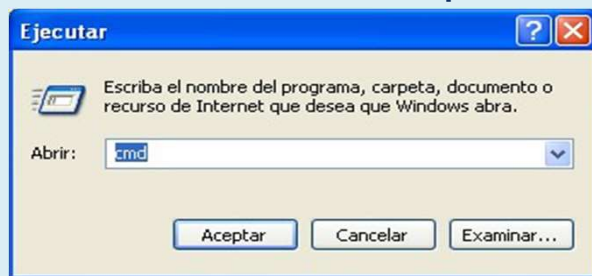 Ejecutar
Escriba el nombre del programa, carpeta, documento o
recurso de Internet que desea que Windows abra.
Abrir: cmd
Aceptar Cancelar Examinar...